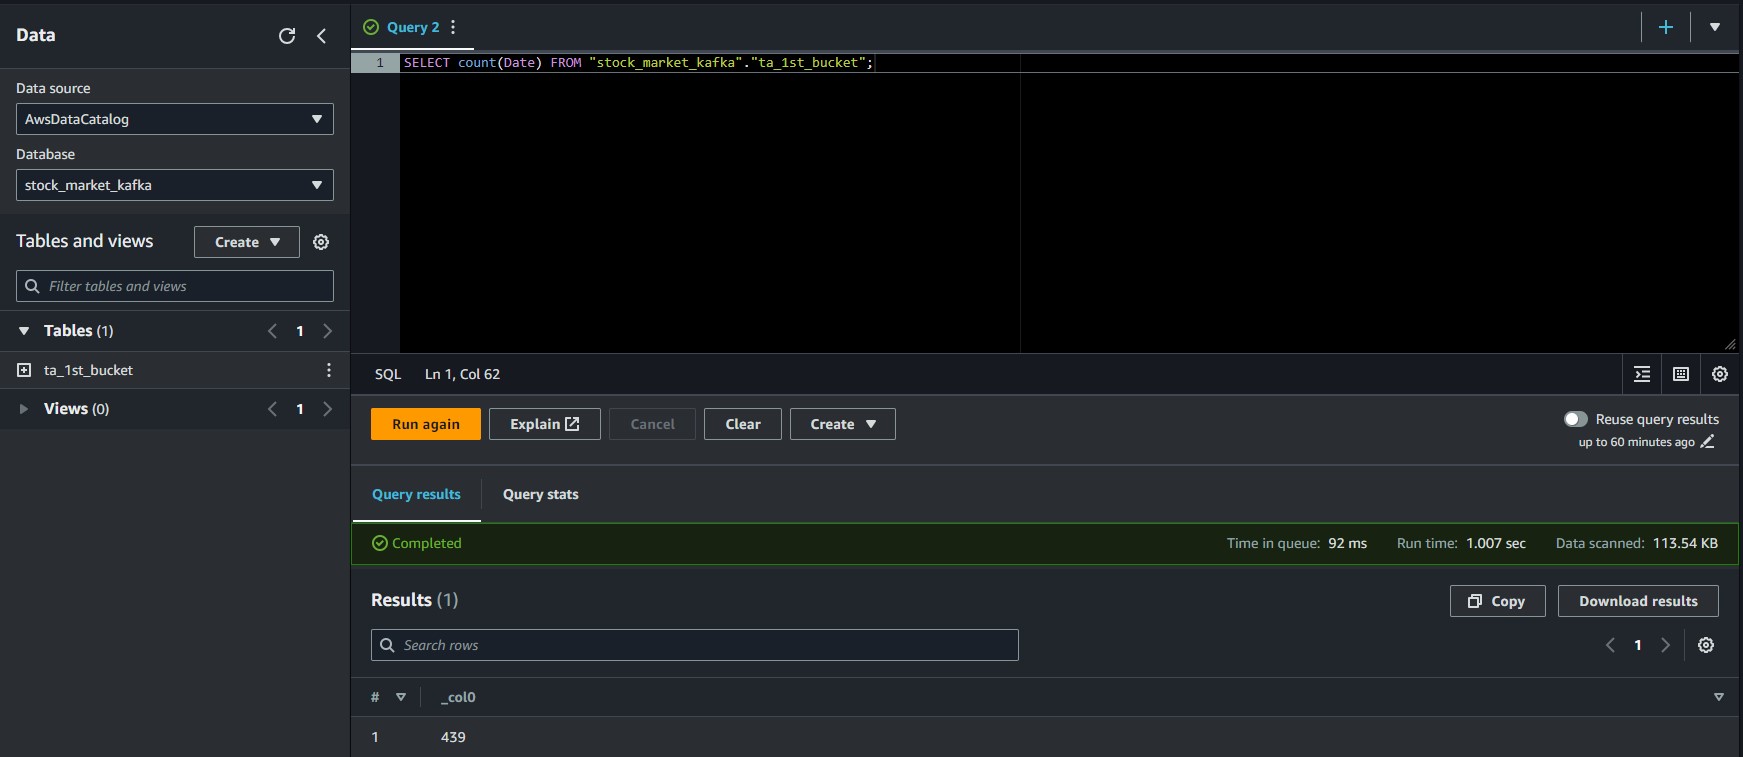 Data
Data source
AwsDataCatalog
Database
stock_market_kafka
Tables and views
Create
Filter tables and views
Tables (1)
1
ta_1st_bucket
Views (0)
1
Query 2
1 SELECT count(Date) FROM "stock_market_kafka"."ta_1st_bucket";
SQL Ln 1, Col 62
Run again Explain Cancel Clear Create
Reuse query results
up to 60 minutes ago
Query results Query stats
Completed Time in queue: 92 ms Run time: 1.007 sec Data scanned: 113.54 KB
Results (1)
Copy Download results
Search rows
1
# _col0
1 439